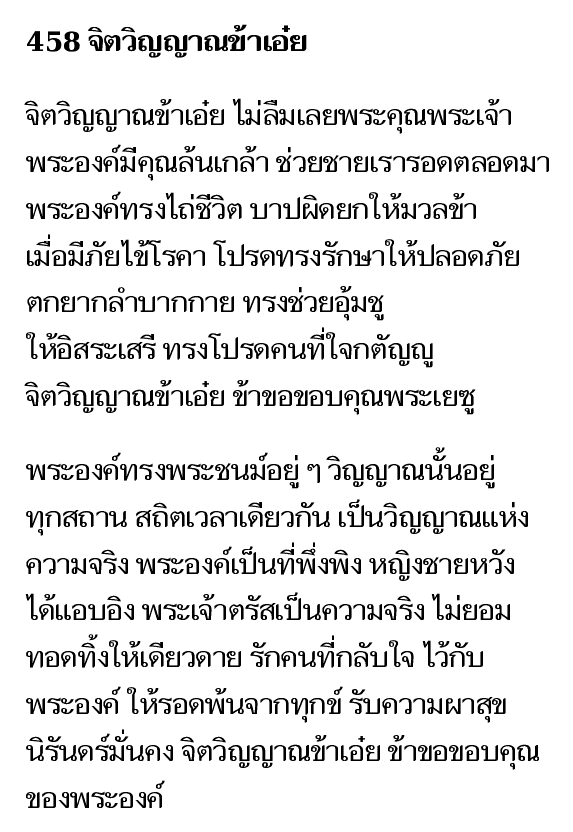 458 จิตวิญญาณข้าเอ๋ย
จิตวิญญาณข้าเอ๋ย ไม่ลืมเลยพระคุณพระเจ้า
พระองค์มีคุณล้นเกล้า ช่วยชายเรารอดตลอดมา
พระองค์ทรงไถ่ชีวิต บาปผิดยกให้มวลข้า
เมื่อมีภัยไข้โรคา โปรดทรงรักษาให้ปลอดภัย
ตกยากลำบากกาย ทรงช่วยอุ้มชู
ให้อิสระเสรี ทรงโปรดคนที่ใจกตัญญู
จิตวิญญาณข้าเอ๋ย ข้าขอขอบคุณพระเยซู
พระองค์ทรงพระชนม์อยู่ ๆ วิญญาณนั้นอยู่
ทุกสถาน สถิตเวลาเดียวกัน เป็นวิญญาณแห่ง
ความจริง พระองค์เป็นที่พึ่งพิง หญิงชายหวัง
ได้แอบอิง พระเจ้าตรัสเป็นความจริง ไม่ยอม
ทอดทิ้งให้เดียวดาย รักคนที่กลับใจ ไว้กับ
พระองค์ ให้รอดพ้นจากทุกข์ รับความผาสุข
นิรันดร์มั่นคง จิตวิญญาณข้าเอ๋ย ข้าขอขอบคุณ
ของพระองค์